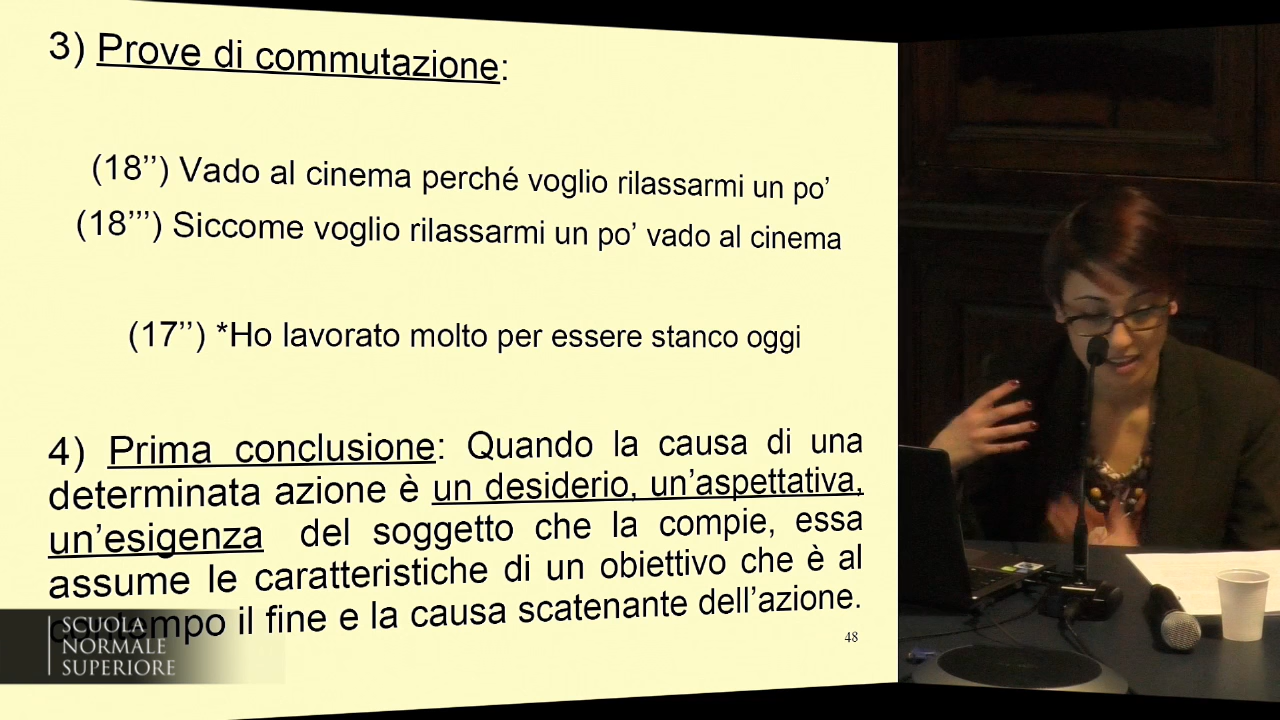 3) Prove di commutazione:
(18’’) Vado al cinema perché voglio rilassarmi un po’
(18’’’) Siccome voglio rilassarmi un po’ vado al cinema
(17’’) *Ho lavorato molto per essere stanco oggi
4) Prima conclusione: Quando la causa di una
determinata azione è un desiderio, un’aspettativa,
un’esigenza del soggetto che la compie, essa
assume le caratteristiche di un obiettivo che è al
contempo il fine e la causa scatenante dell’azione.
48
SCUOLA
NORMALE
SUPERIORE